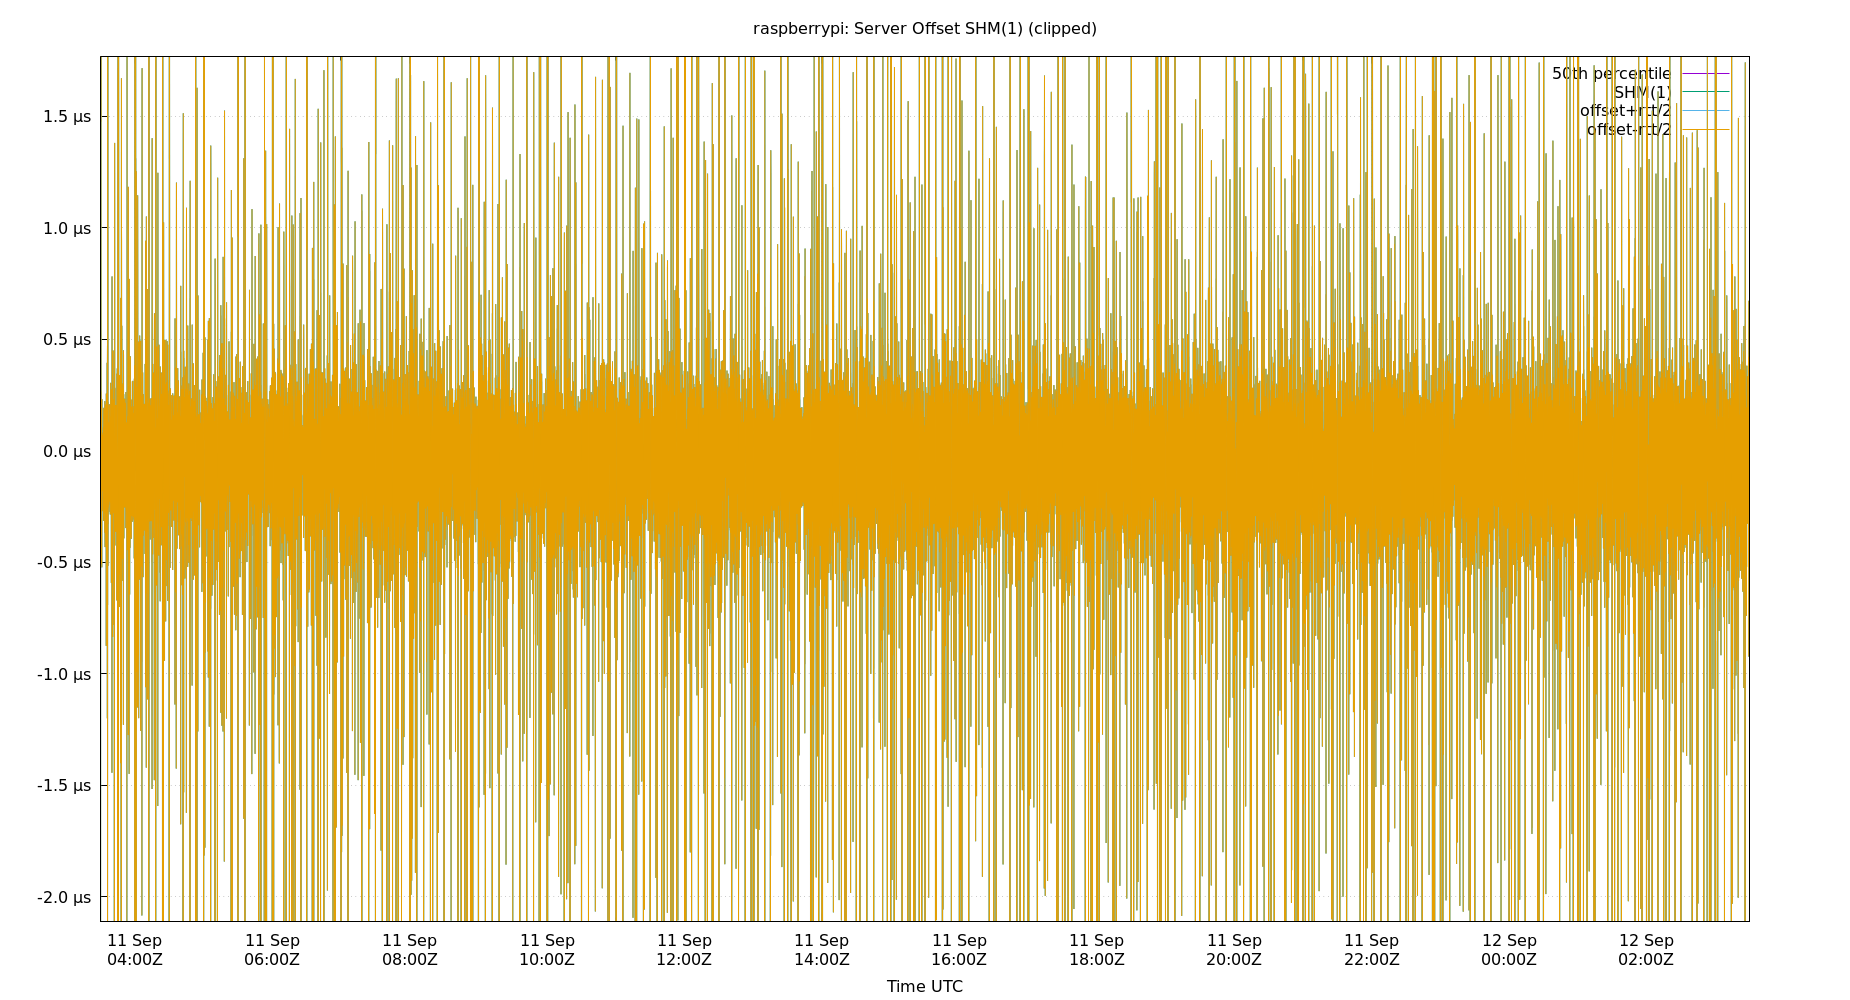 raspberrypi: Server Offset SHM(1) (clipped)
50th percentile
SHM(1)
offset+rtt/2
offset-rtt/2
1.5 µs
1.0 µs
0.5 µs
0.0 µs
-0.5 µs
-1.0 µs
-1.5 µs
-2.0 µs
11 Sep 11 Sep 11 Sep 11 Sep 11 Sep 11 Sep 11 Sep 11 Sep 11 Sep 11 Sep 12 Sep 12 Sep
04:00Z 06:00Z 08:00Z 10:00Z 12:00Z 14:00Z 16:00Z 18:00Z 20:00Z 22:00Z 00:00Z 02:00Z
Time UTC